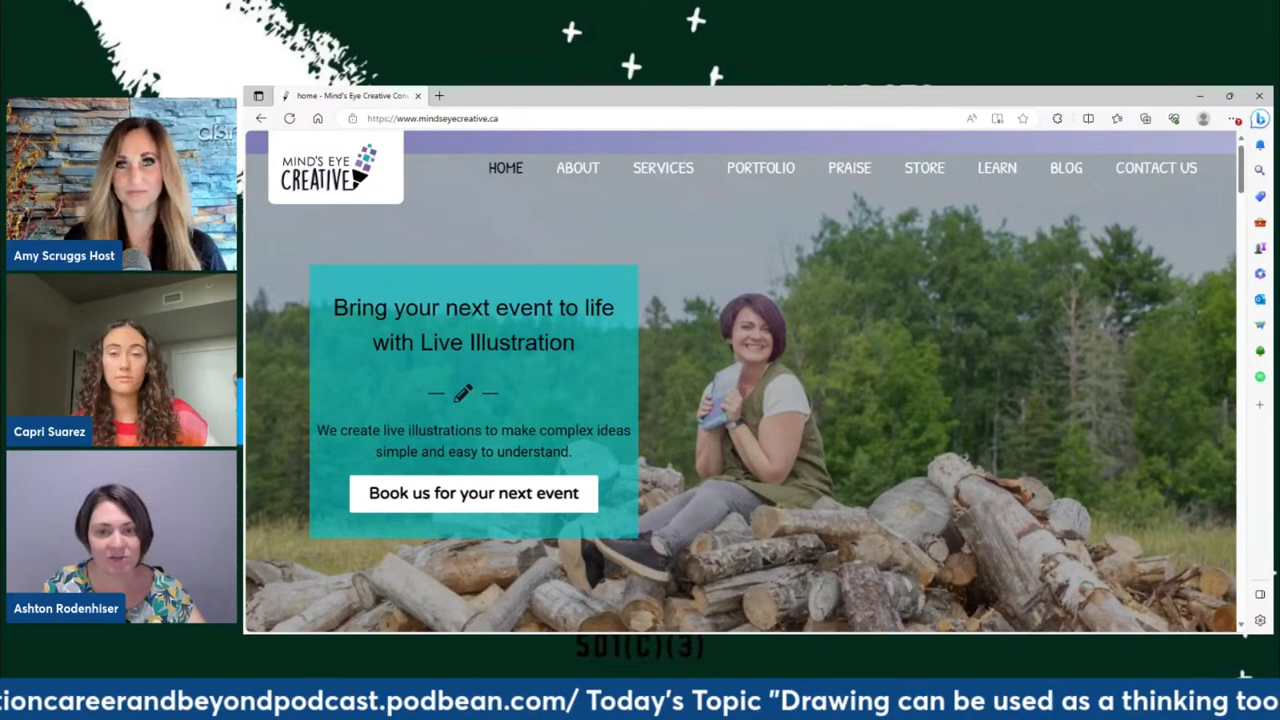 home - Mind's Eye Creative Con
https://www.mindseyecreative.ca
MIND'S EYE
CREATIVE
HOME ABOUT SERVICES PORTFOLIO PRAISE STORE LEARN BLOG CONTACT US
Bring your next event to life
with Live Illustration
We create live illustrations to make complex ideas
simple and easy to understand.
Book us for your next event
Amy Scruggs Host
Capri Suarez
Ashton Rodenhiser
501(C)(3)
tioncareerandbeyondpodcast.podbean.com/ Today's Topic "Drawing can be used as a thinking too